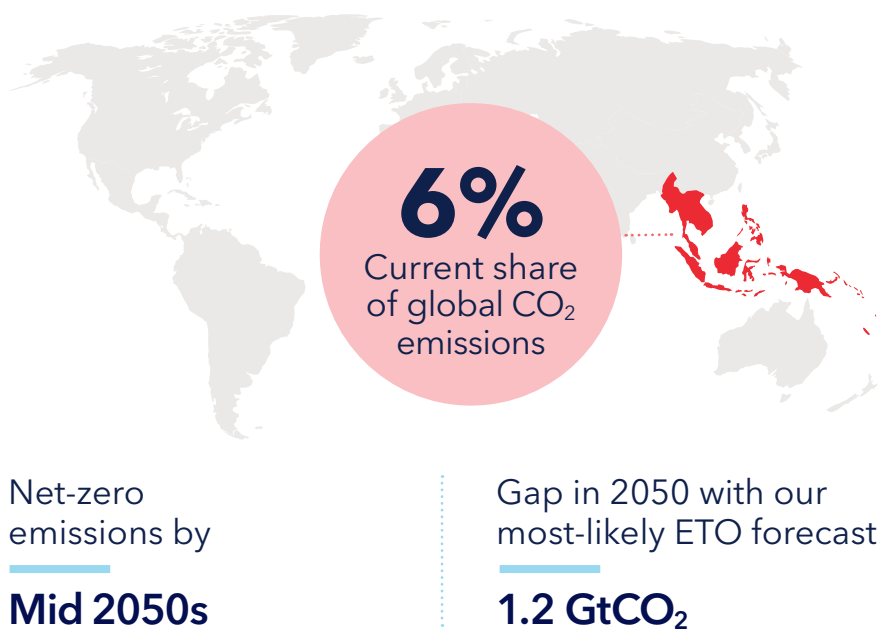 6%
Current share
of global CO₂
emissions
Net-zero
emissions by
Mid 2050s
Gap in 2050 with our
most-likely ETO forecast
1.2 GtCO₂